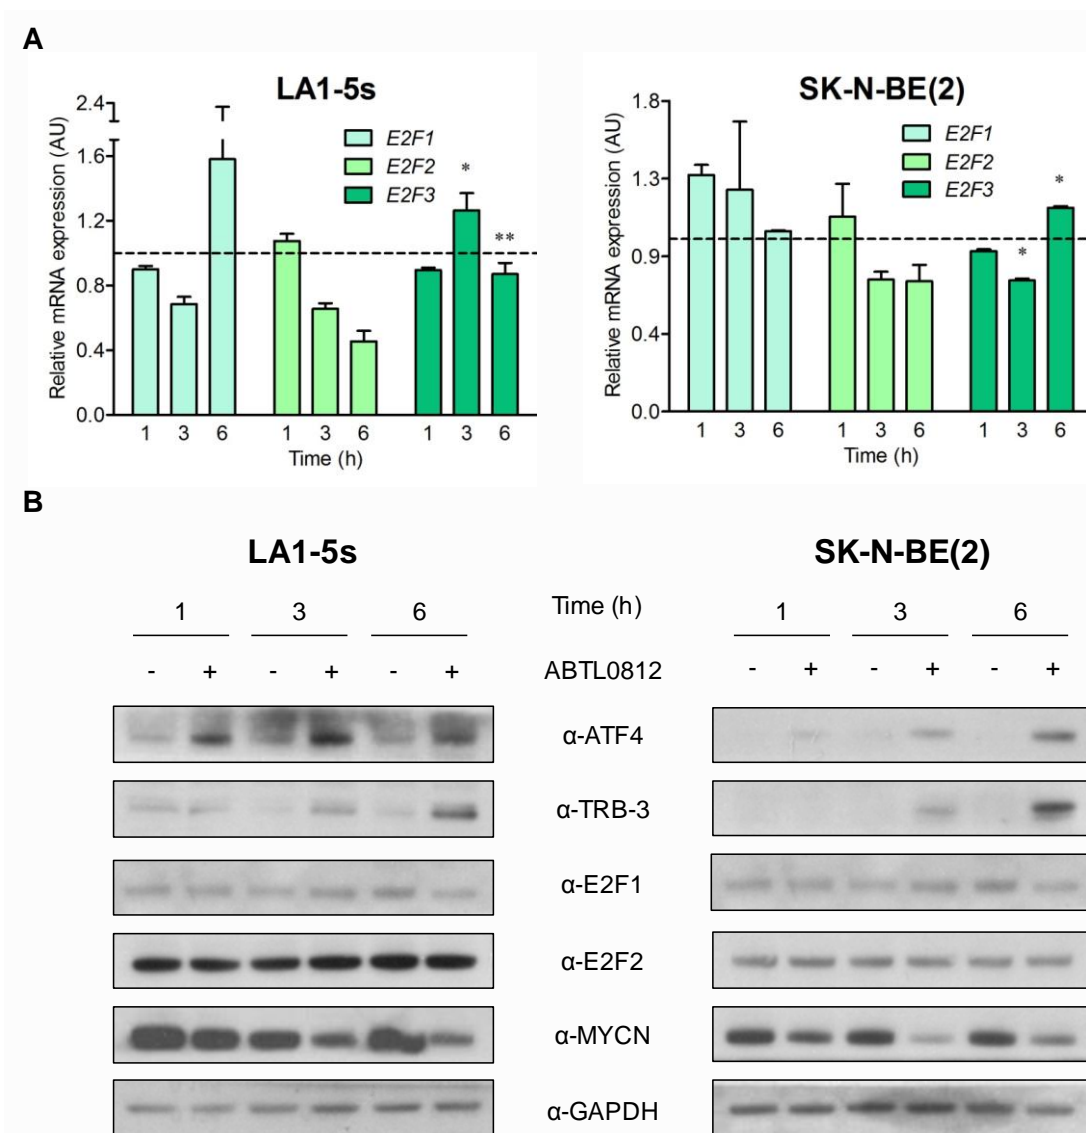 A
LA1-5s
SK-N-BE(2)
Relative mRNA expression (AU)
2.4
1.6
1.2
0.8
0.4
0.0
E2F1
E2F2
E2F3
*
**
1 3 6 1 3 6 1 3 6
Time (h)
Relative mRNA expression (AU)
1.8
1.3
0.9
0.4
0.0
E2F1
E2F2
E2F3
*
*
1 3 6 1 3 6 1 3 6
Time (h)
B
LA1-5s
SK-N-BE(2)
1 3 6 Time (h) 1 3 6
- + - + - + ABTL0812 - + - + - +
α-ATF4
α-TRB-3
α-E2F1
α-E2F2
α-MYCN
α-GAPDH